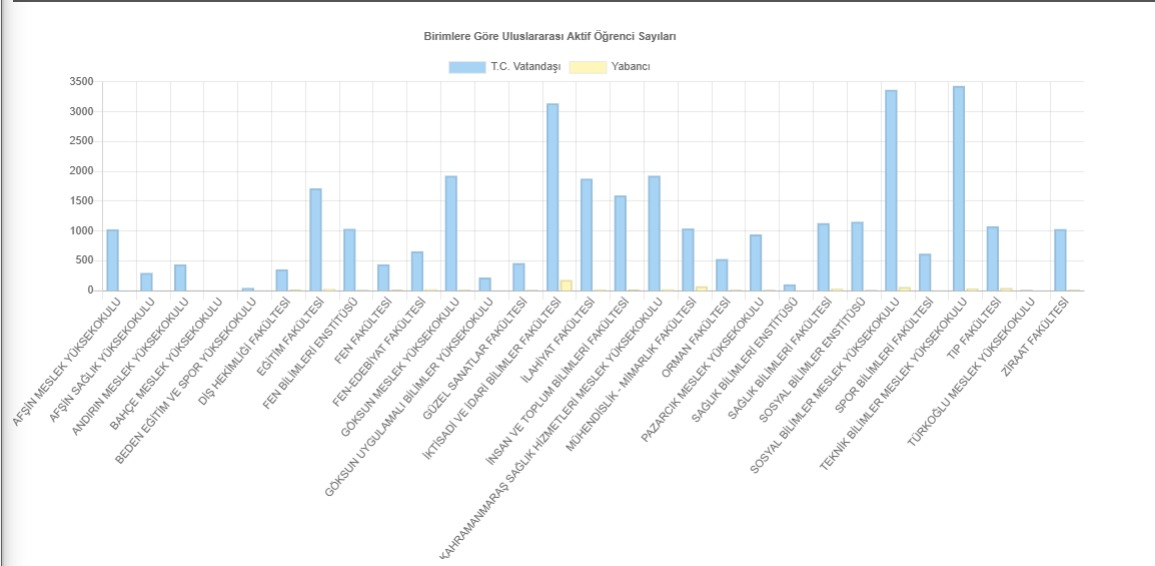 Birimlere Göre Uluslararası Aktif Öğrenci Sayıları
T.C. Vatandaşı
Yabancı
3500
3000
2500
2000
1500
1000
500
0
AFŞİN MESLEK YÜKSEKOKULU
AFŞİN SAĞLIK YÜKSEKOKULU
ANDIRIN MESLEK YÜKSEKOKULU
BAHÇE MESLEK YÜKSEKOKULU
BEDEN EĞİTİM VE SPOR YÜKSEKOKULU
DİŞ HEKİMLİĞİ FAKÜLTESİ
EĞİTİM FAKÜLTESİ
FEN BİLİMLERİ ENSTİTÜSÜ
FEN FAKÜLTESİ
FEN-EDEBİYAT FAKÜLTESİ
GÖKSUN MESLEK YÜKSEKOKULU
GÖKSUN UYGULAMALI BİLİMLER YÜKSEKOKULU
GÜZEL SANATLAR FAKÜLTESİ
İKTİSADİ VE İDARİ BİLİMLER FAKÜLTESİ
İLAHİYAT FAKÜLTESİ
İNSAN VE TOPLUM BİLİMLERİ FAKÜLTESİ
KAHRAMANMARAŞ SAĞLIK HİZMETLERİ MESLEK YÜKSEKOKULU
MÜHENDİSLİK - MİMARLIK FAKÜLTESİ
ORMAN FAKÜLTESİ
PAZARCIK MESLEK YÜKSEKOKULU
SAĞLIK BİLİMLERİ ENSTİTÜSÜ
SAĞLIK BİLİMLERİ FAKÜLTESİ
SOSYAL BİLİMLER ENSTİTÜSÜ
SOSYAL BİLİMLER MESLEK YÜKSEKOKULU
SPOR BİLİMLERİ FAKÜLTESİ
TEKNİK BİLİMLER MESLEK YÜKSEKOKULU
TIP FAKÜLTESİ
TÜRKOĞLU MESLEK YÜKSEKOKULU
ZİRAAT FAKÜLTESİ